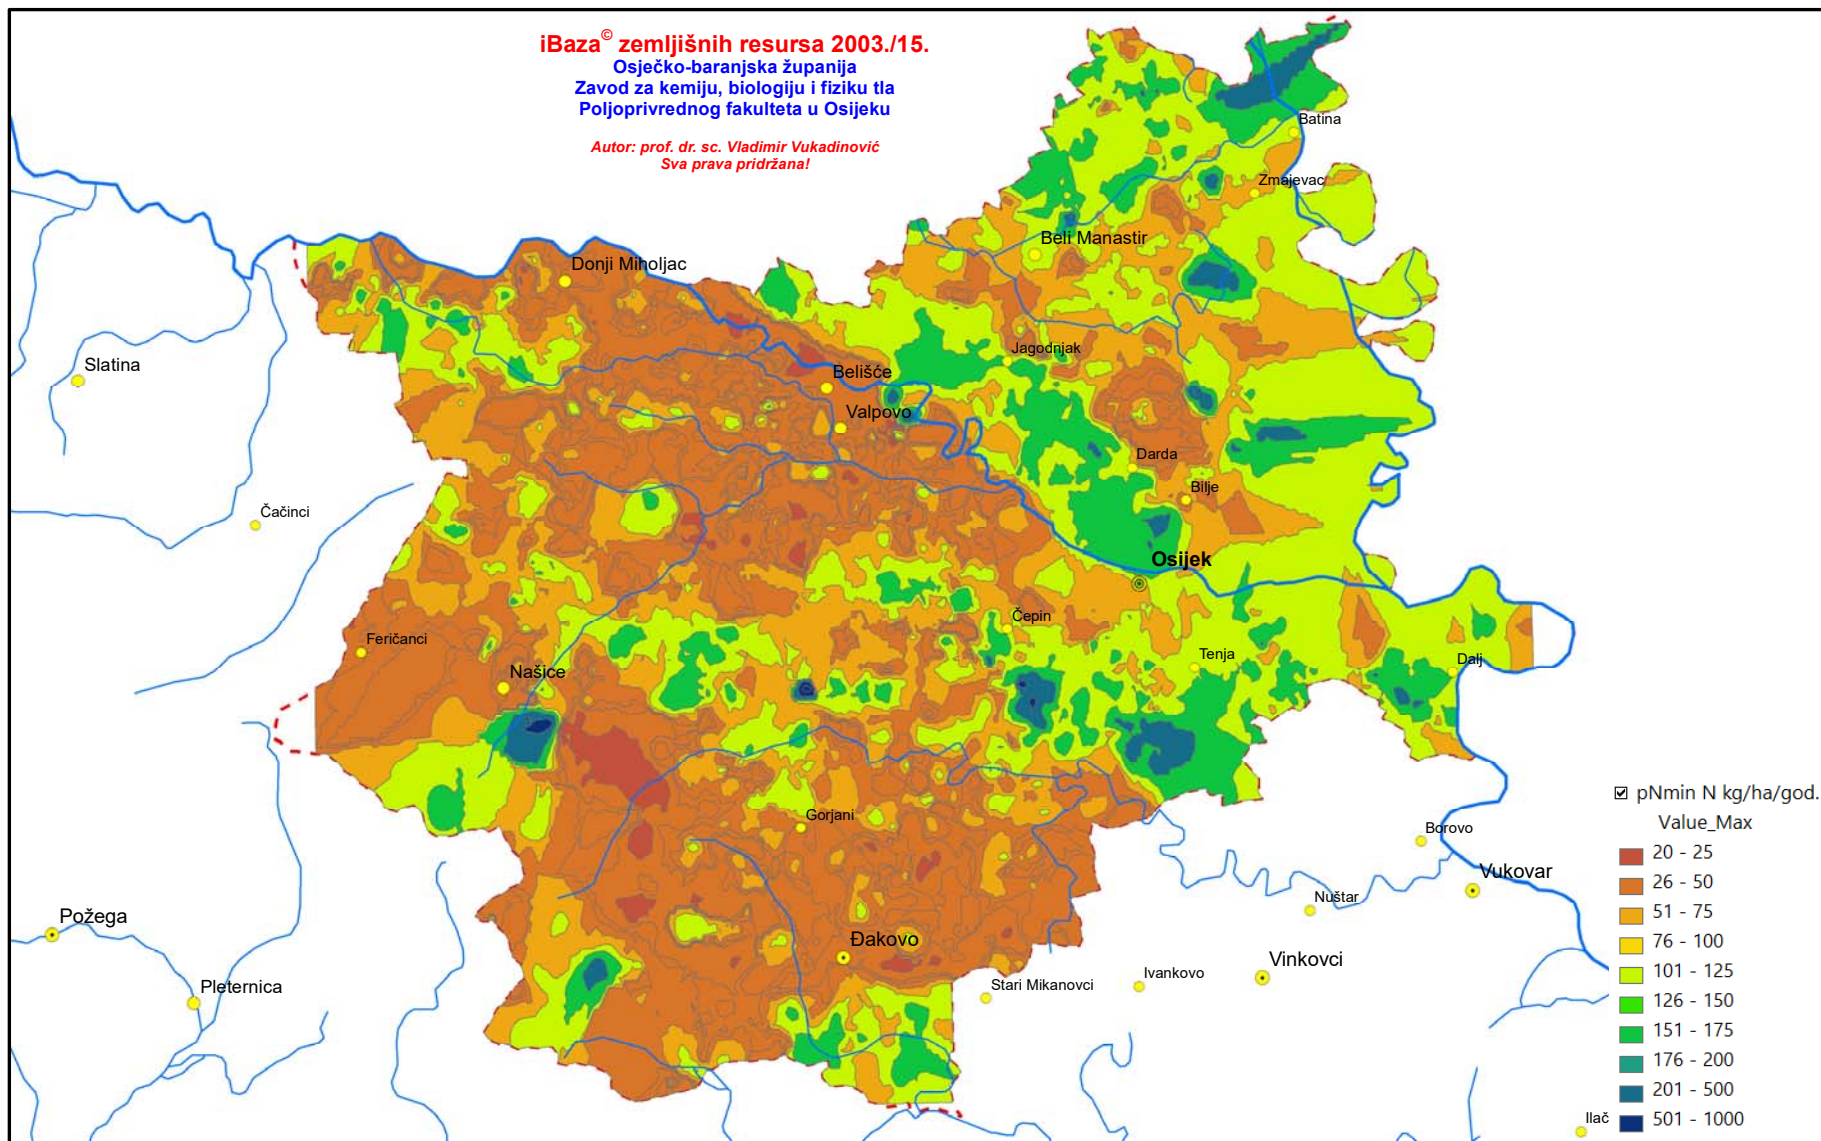 iBaza© zemljišnih resursa 2003./15.
Osječko-baranjska županija
Zavod za kemiju, biologiju i fiziku tla
Poljoprivrednog fakulteta u Osijeku
Autor: prof. dr. sc. Vladimir Vukadinović
Sva prava pridržana!
Batina
Zmajevac
Beli Manastir
Donji Miholjac
Jagodnjak
Slatina
Belišće
Valpovo
Darda
Bilje
Čačinci
Osijek
Čepin
Feričanci
Tenja
Dalj
Našice
Gorjani
Borovo
Vukovar
Nuštar
Požega
Đakovo
Vinkovci
Ivankovo
Stari Mikanovci
Pleternica
Ilač
pNmin N kg/ha/god.
Value_Max
20 - 25
26 - 50
51 - 75
76 - 100
101 - 125
126 - 150
151 - 175
176 - 200
201 - 500
501 - 1000